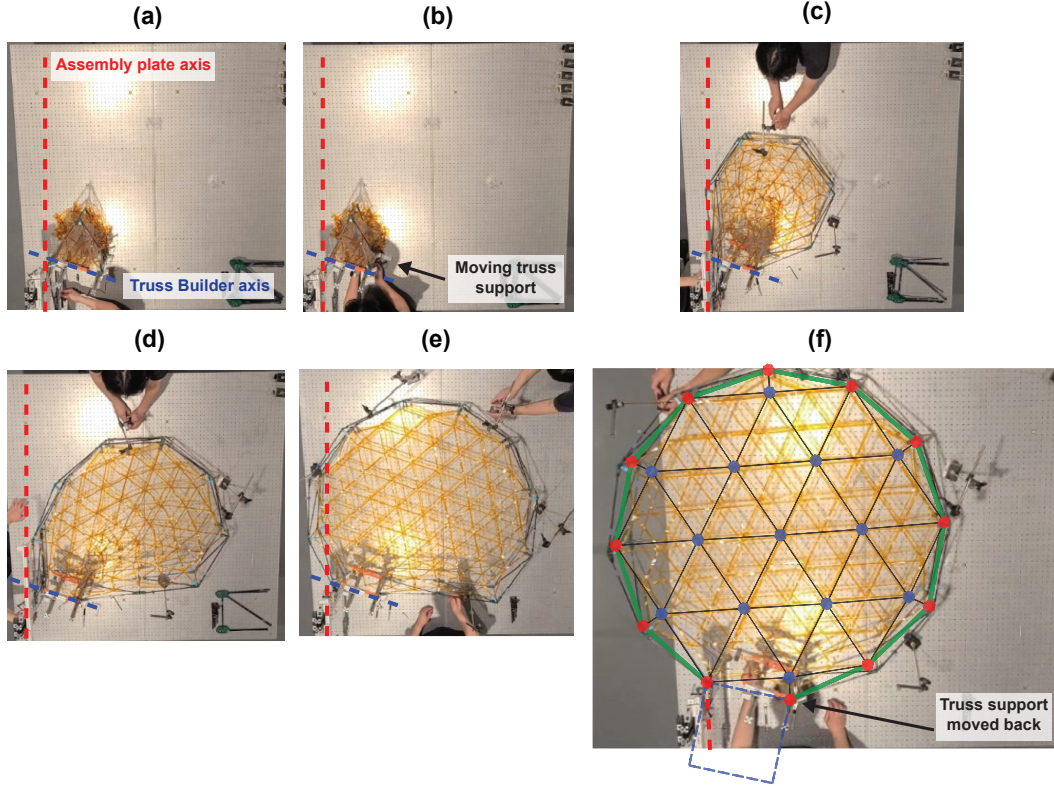 (a)
(b)
(c)
Assembly plate axis
Truss Builder axis
Moving truss
support
(d)
(e)
(f)
Truss support
moved back